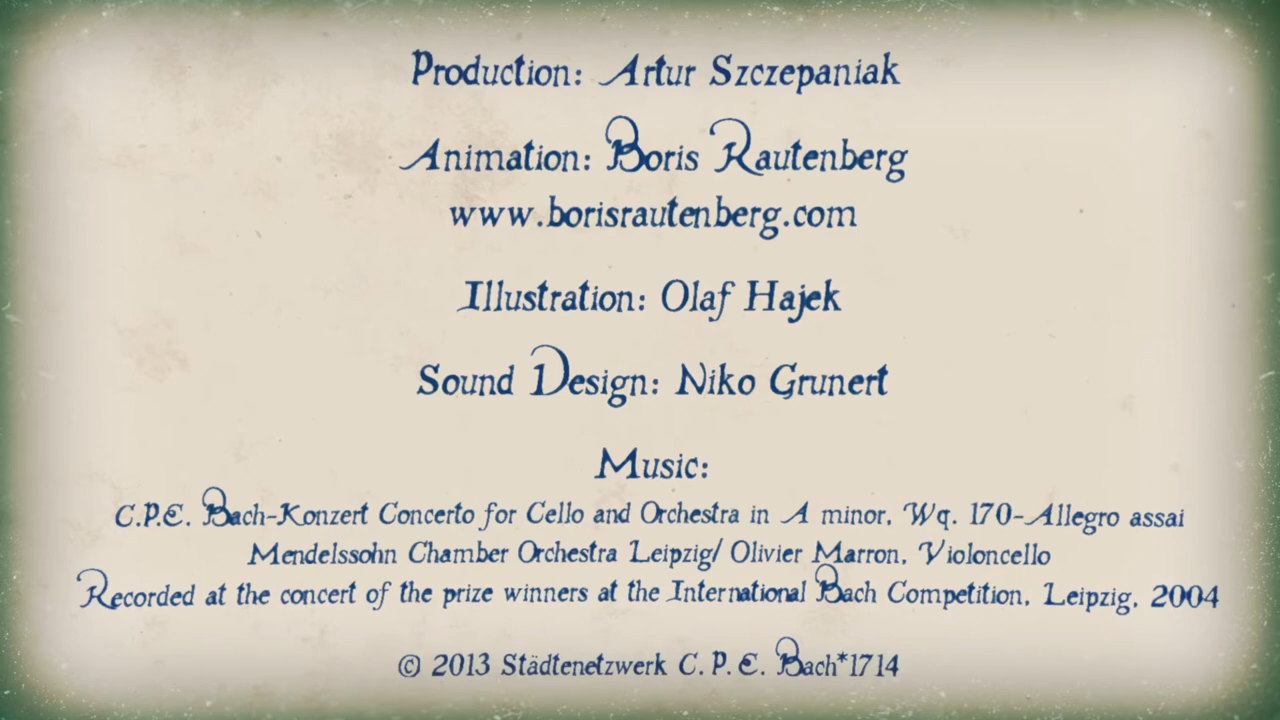 Production: Artur Szczepaniak
Animation: Boris Rautenberg
www.borisrautenberg.com
Illustration: Olaf Hajek
Sound Design: Niko Grunert
Music:
C.P.E. Bach-Konzert Concerto for Cello and Orchestra in A minor, Wq. 170-Allegro assai
Mendelssohn Chamber Orchestra Leipzig/ Olivier Marron, Violoncello
Recorded at the concert of the prize winners at the International Bach Competition, Leipzig, 2004
© 2013 Städtenetzwerk C. P. E. Bach*1714